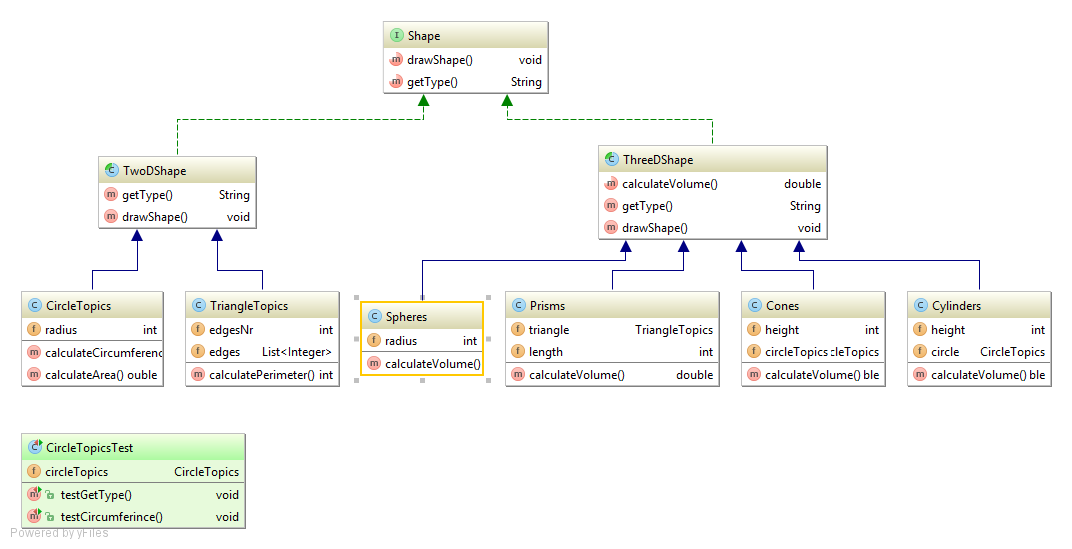 Shape
drawShape() void
getType() String
TwoDShape
getType() String
drawShape() void
ThreeDShape
calculateVolume() double
getType() String
drawShape() void
CircleTopics
radius int
calculateCircumferenc
calculateArea() ouble
TriangleTopics
edgesNr int
edges List<Integer>
calculatePerimeter() int
Spheres
radius int
calculateVolume()
Prisms
triangle TriangleTopics
length int
calculateVolume() double
Cones
height int
circleTopics :leTopics
calculateVolume() ble
Cylinders
height int
circle CircleTopics
calculateVolume() ble
CircleTopicsTest
circleTopics CircleTopics
testGetType() void
testCircumferince() void
Powered by yFiles